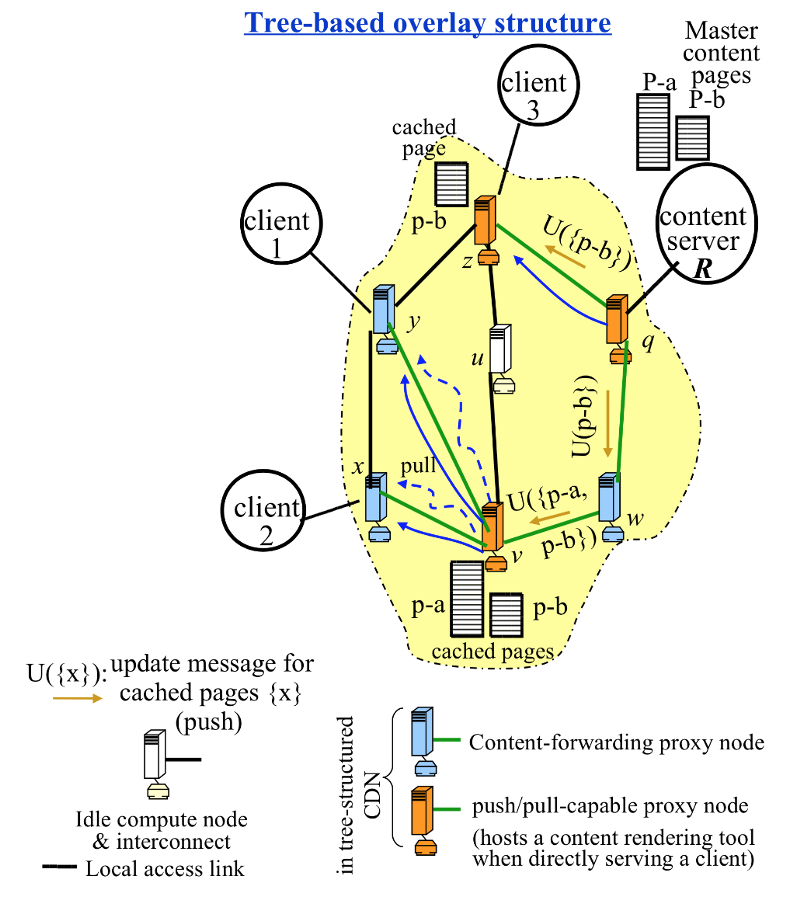 Tree-based overlay structure
Master
content
pages
P-a
P-b
client
3
cached
page
p-b
client
1
content
server
R
U({p-b})
z
y
q
u
U(p-b})
x
pull
client
2
U({p-a,
p-b})
w
v
p-a
p-b
cached pages
U({x}):
update message for
cached pages {x}
(push)
in tree-structured
CDN
Content-forwarding proxy node
push/pull-capable proxy node
(hosts a content rendering tool
when directly serving a client)
Idle compute node
& interconnect
Local access link